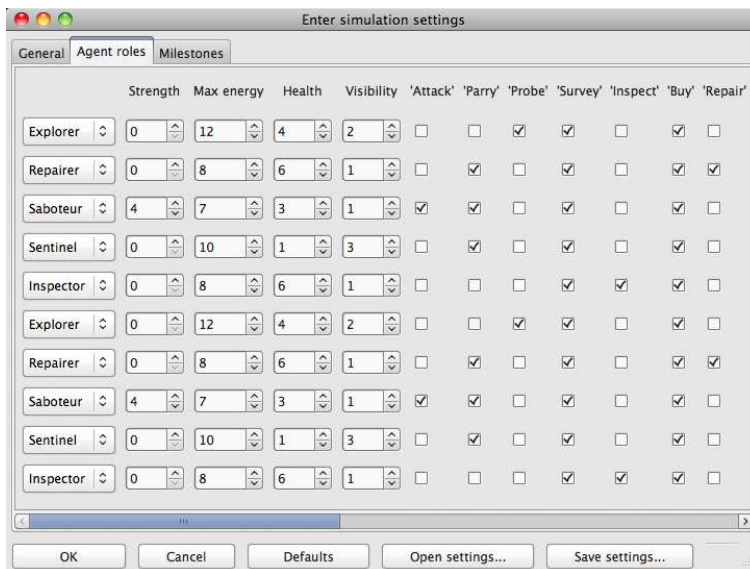 Enter simulation settings
General Agent roles Milestones
Strength Max energy Health Visibility 'Attack' 'Parry' 'Probe' 'Survey' 'Inspect' 'Buy' 'Repair'
Explorer 0 12 4 2
Repairer 0 8 6 1
Saboteur 4 7 3 1
Sentinel 0 10 1 3
Inspector 0 8 6 1
Explorer 0 12 4 2
Repairer 0 8 6 1
Saboteur 4 7 3 1
Sentinel 0 10 1 3
Inspector 0 8 6 1
OK Cancel Defaults Open settings... Save settings...